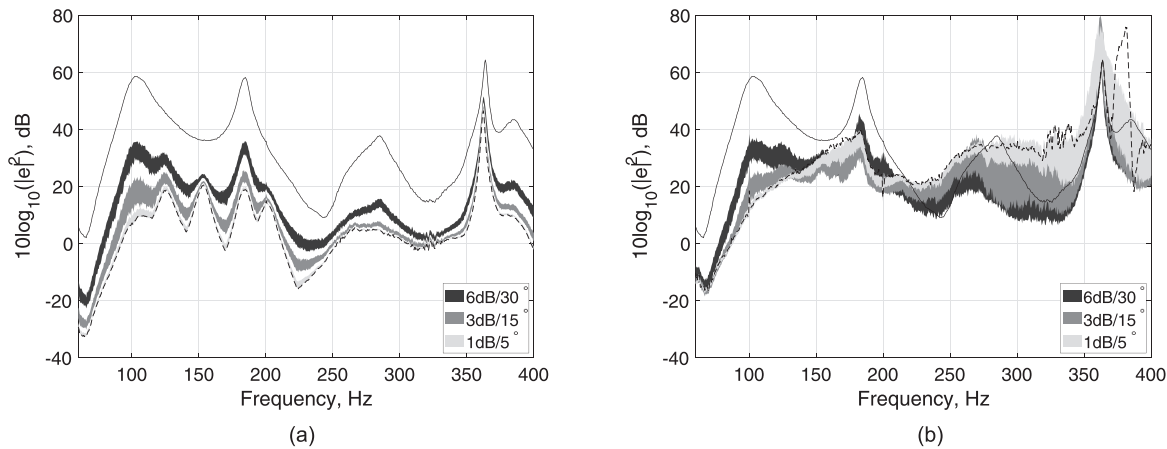 80
60
40
20
0
-20
-40
10log10(|e|²), dB
100 150 200 250 300 350 400
Frequency, Hz
6dB/30°
3dB/15°
1dB/5°
(a)
80
60
40
20
0
-20
-40
10log10(|e|²), dB
100 150 200 250 300 350 400
Frequency, Hz
6dB/30°
3dB/15°
1dB/5°
(b)